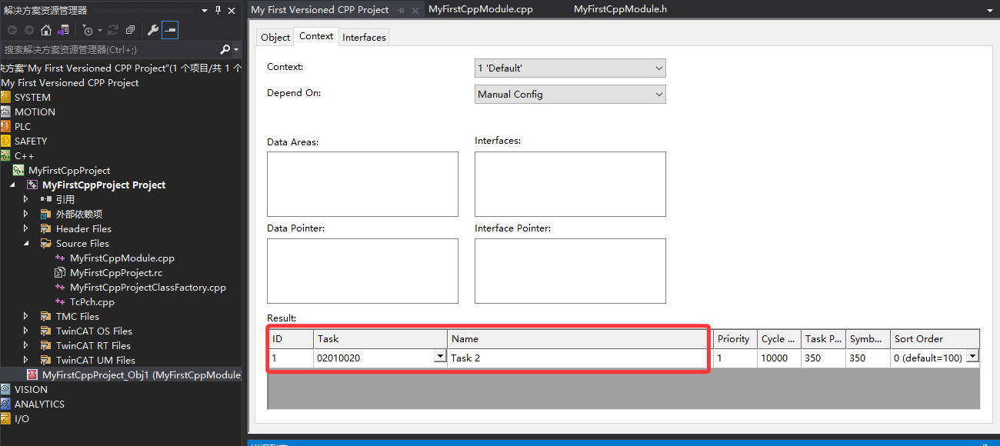 解决方案资源管理器
搜索解决方案资源管理器(Ctrl+;)
决方案"My First Versioned CPP Project"(1 个项目/共 1 个
My First Versioned CPP Project
SYSTEM
MOTION
PLC
SAFETY
C++
MyFirstCppProject
MyFirstCppProject Project
引用
外部依赖项
Header Files
Source Files
MyFirstCppModule.cpp
MyFirstCppProject.rc
MyFirstCppProjectClassFactory.cpp
TcPch.cpp
TMC Files
TwinCAT OS Files
TwinCAT RT Files
TwinCAT UM Files
MyFirstCppProject_Obj1 (MyFirstCppModule)
VISION
ANALYTICS
I/O
My First Versioned CPP Project MyFirstCppModule.cpp MyFirstCppModule.h
Object Context Interfaces
Context: 1 'Default'
Depend On: Manual Config
Data Areas: Interfaces:
Data Pointer: Interface Pointer:
Result:
ID Task Name Priority Cycle ... Task P... Symb... Sort Order
1 02010020 Task 2 1 10000 350 350 0 (default=100)